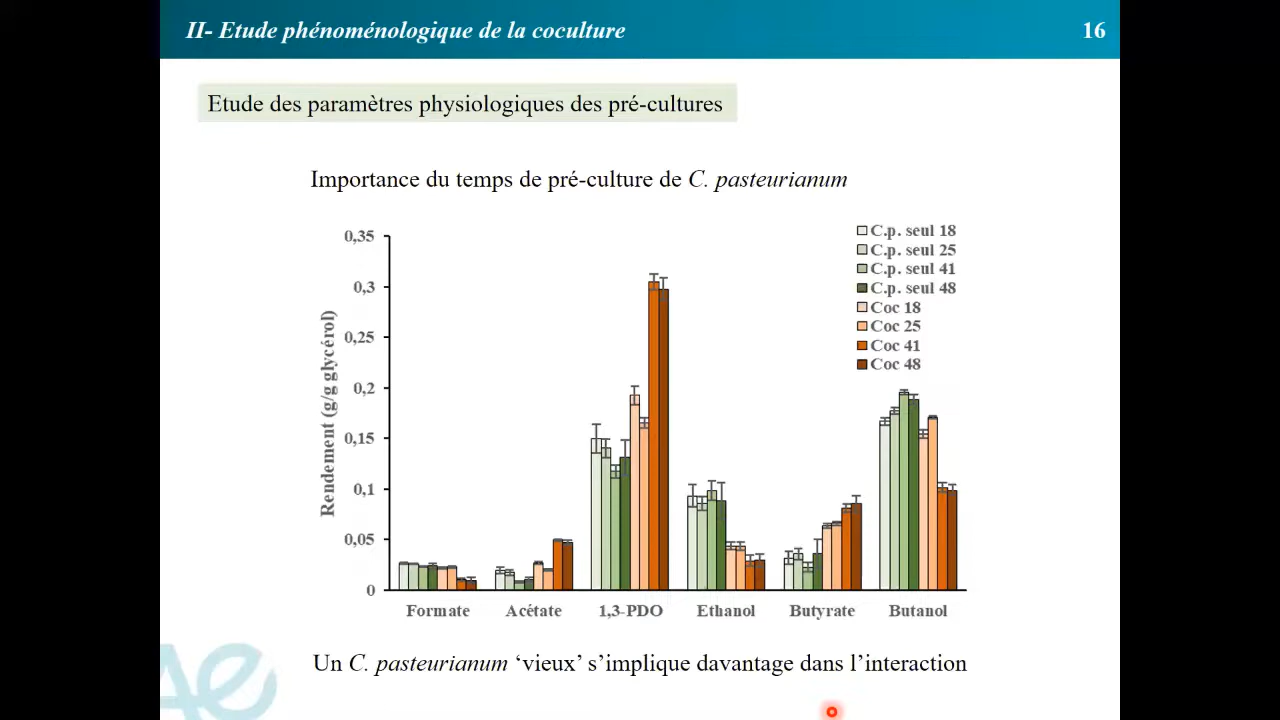 II- Etude phénoménologique de la coculture
16
Etude des paramètres physiologiques des pré-cultures
Importance du temps de pré-culture de C. pasteurianum
Rendement (g/g glycérol)
0,35
0,3
0,25
0,2
0,15
0,1
0,05
0
C.p. seul 18
C.p. seul 25
C.p. seul 41
C.p. seul 48
Coc 18
Coc 25
Coc 41
Coc 48
Formate
Acétate
1,3-PDO
Ethanol
Butyrate
Butanol
Un C. pasteurianum ‘vieux’ s’implique davantage dans l’interaction